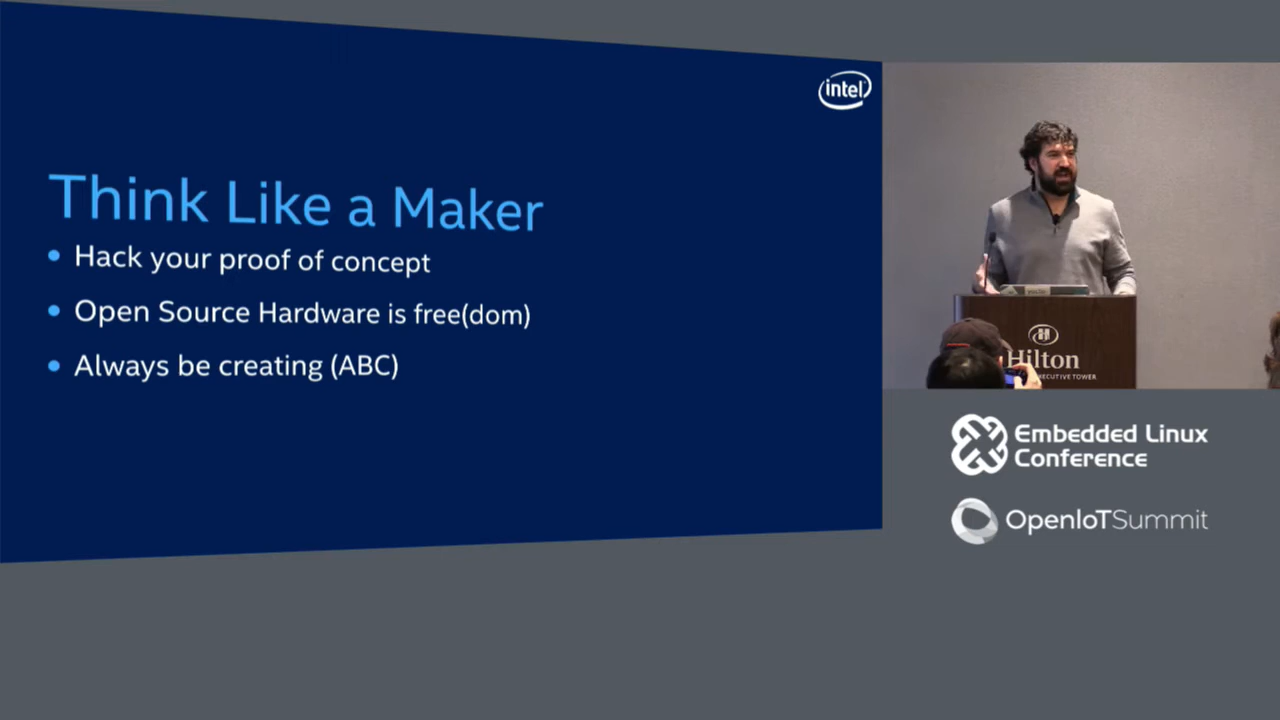 intel
Think Like a Maker
Hack your proof of concept
Open Source Hardware is free(dom)
Always be creating (ABC)
Hilton
EXECUTIVE TOWER
Embedded Linux
Conference
OpenIoTSummit